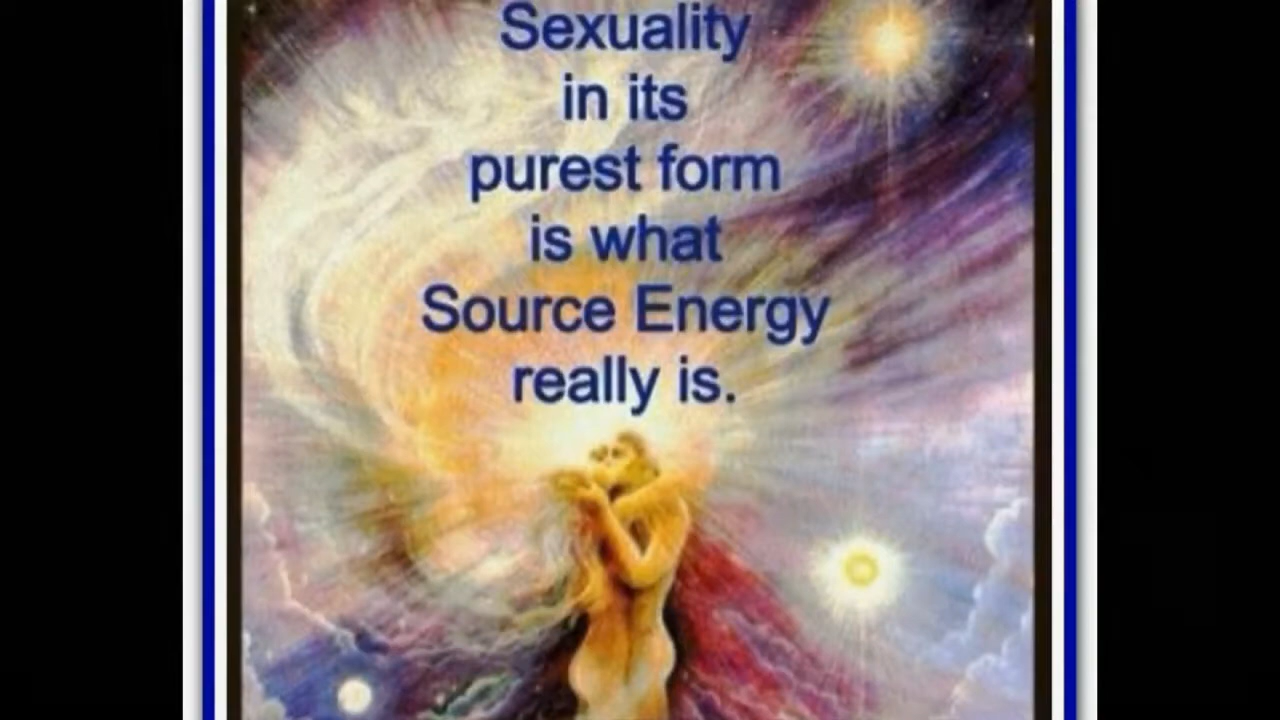 Sexuality
in its
purest form
is what
Source Energy
really is.